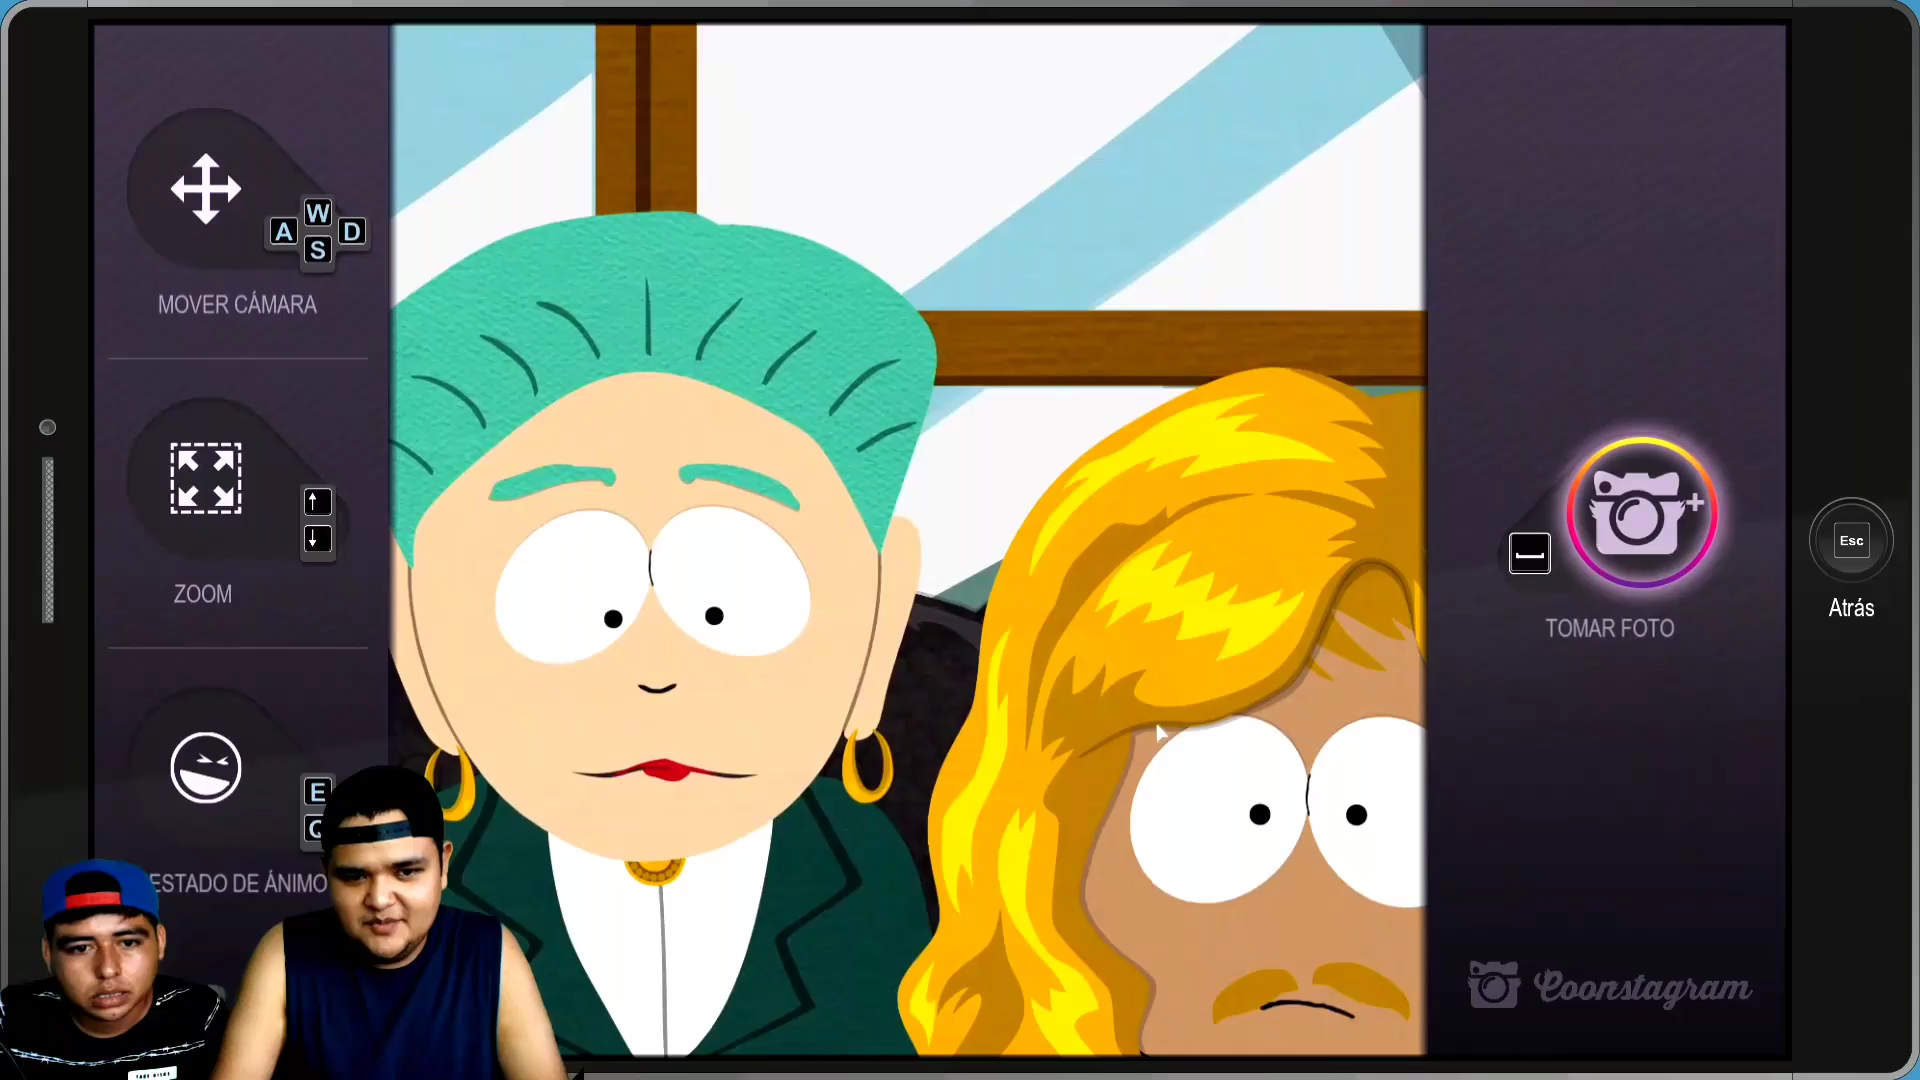 W
A
D
S
MOVER CÁMARA
↑
↓
ZOOM
E
Q
ESTADO DE ÁNIMO
TOMAR FOTO
Esc
Atrás
Coonstagram